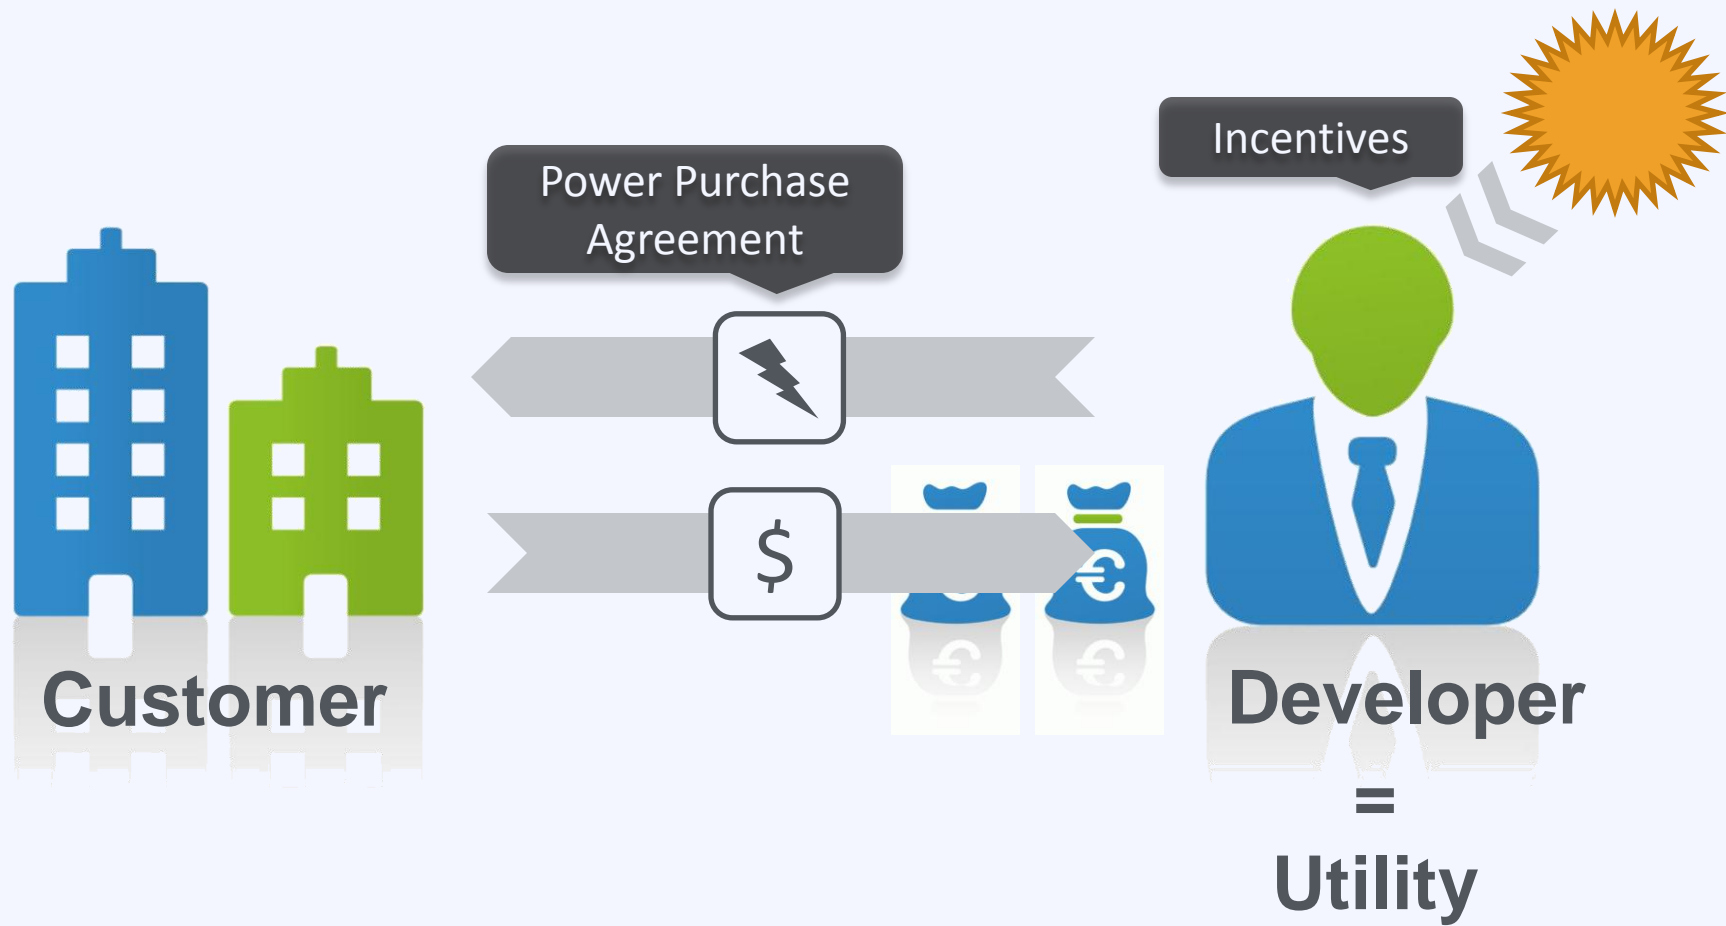 Incentives
Power Purchase
Agreement
$
€
€
€
Customer
Developer
=
Utility